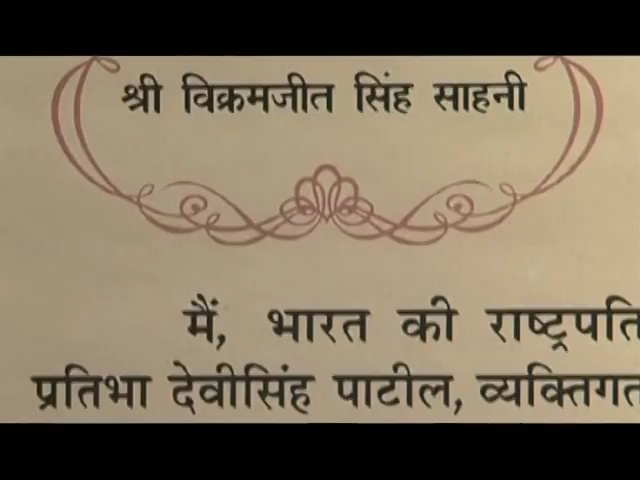 श्री विक्रमजीत सिंह साहनी
मैं, भारत की राष्ट्रपति
प्रतिभा देवीसिंह पाटील, व्यक्तिगत